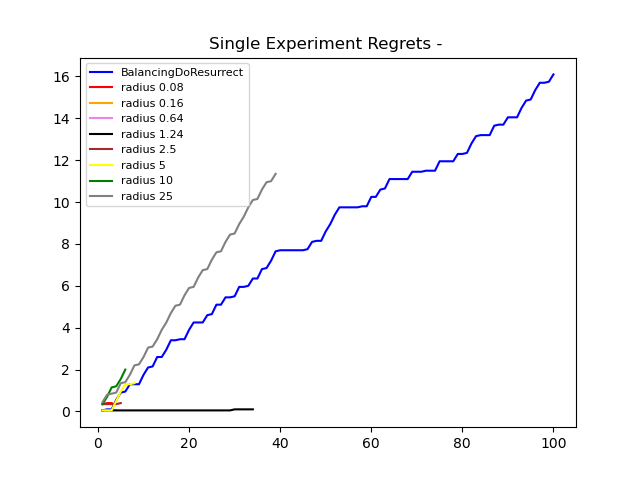 Single Experiment Regrets -
BalancingDoResurrect
radius 0.08
radius 0.16
radius 0.64
radius 1.24
radius 2.5
radius 5
radius 10
radius 25
16
14
12
10
8
6
4
2
0
0 20 40 60 80 100